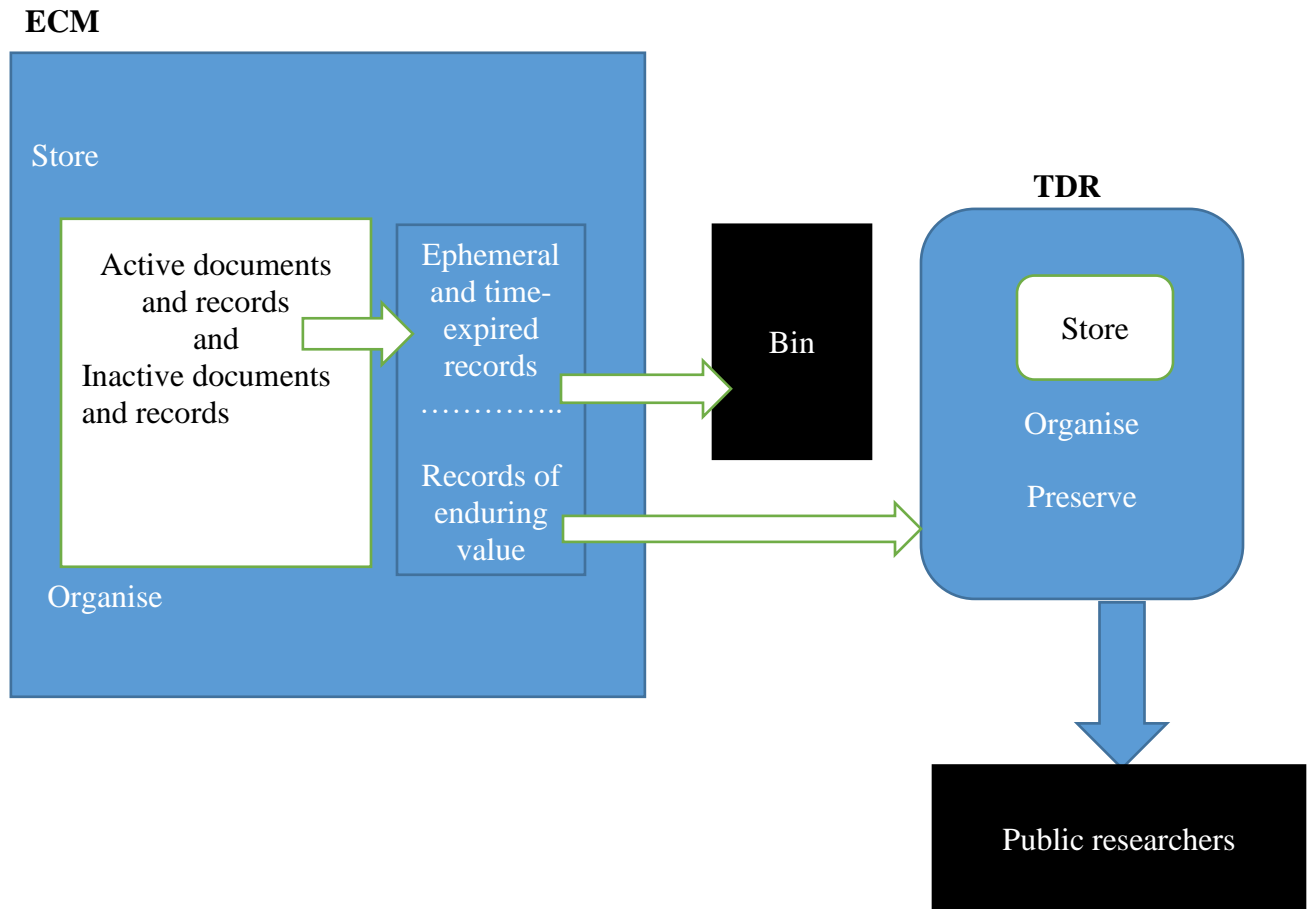 ECM
Store
Active documents
and records
and
Inactive documents
and records
Organise
Ephemeral
and time-
expired
records
…………..
Records of
enduring
value
Bin
TDR
Store
Organise
Preserve
Public researchers